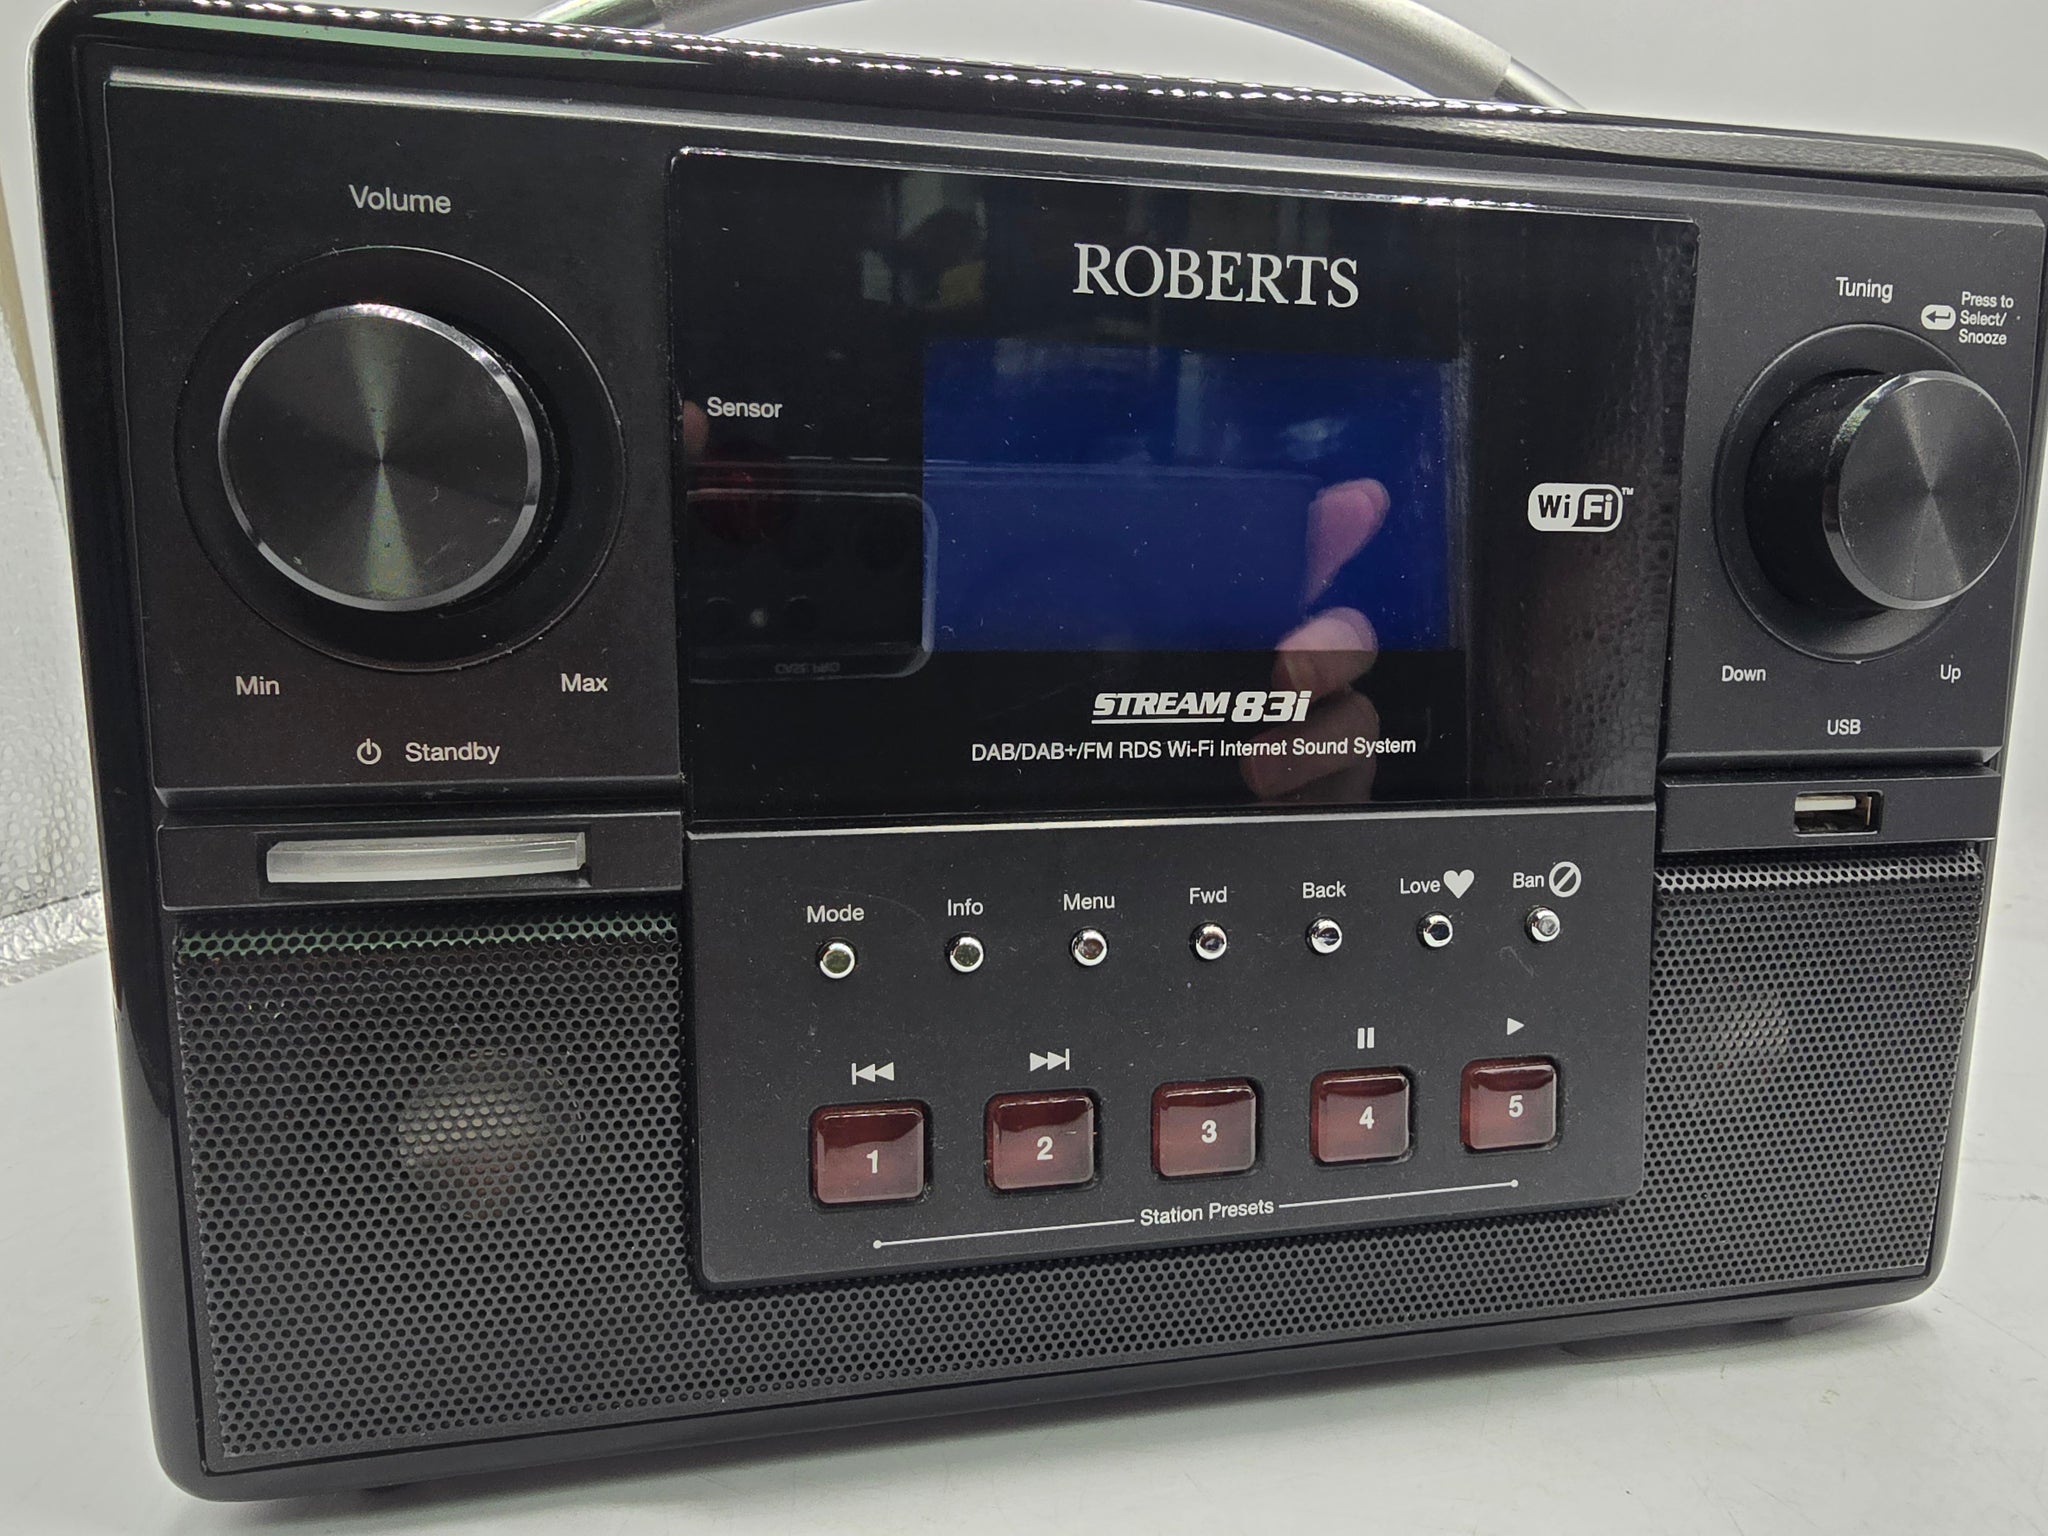 Volume
ROBERTS
Tuning
Press to
Select/
Snooze
Sensor
WiFi™
Min
Max
Down
Up
STREAM 83i
USB
Standby
DAB/DAB+/FM RDS Wi-Fi Internet Sound System
Mode
Info
Menu
Fwd
Back
Love
Ban
1
2
3
4
5
Station Presets